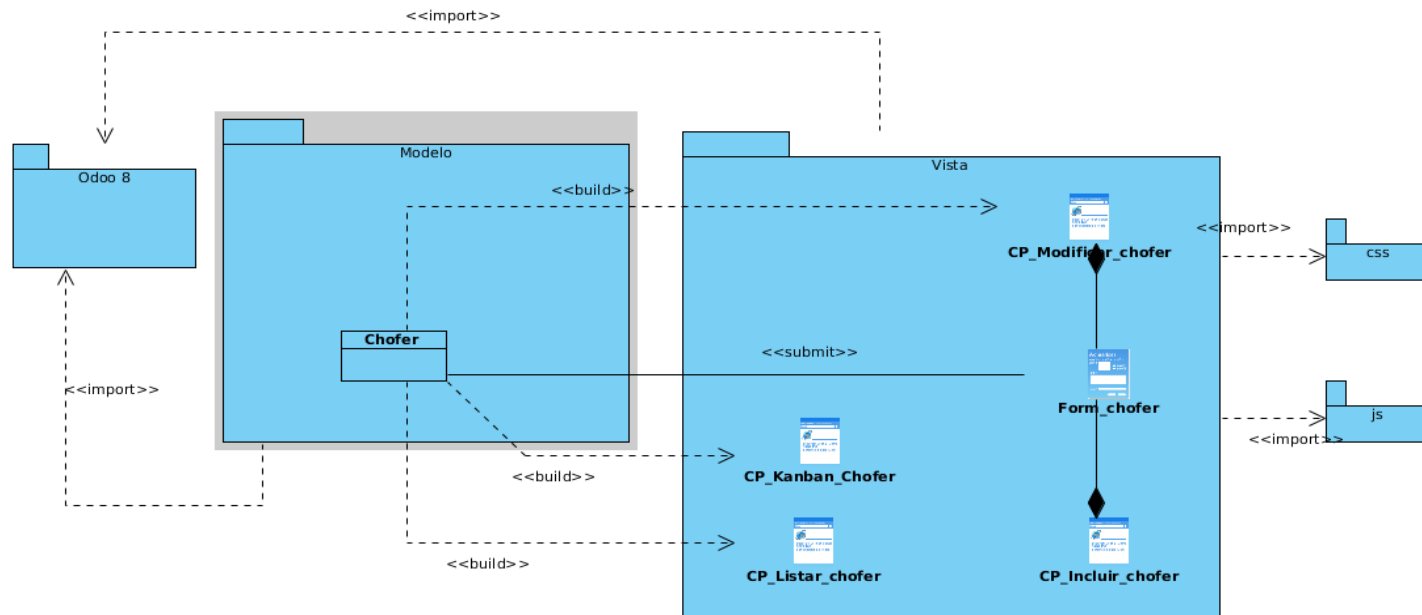 <<import>>
Modelo
Vista
Odoo 8
<<build>>
<<import>>
CP_Modificar_chofer
css
Chofer
<<submit>>
<<import>>
Form_chofer
js
<<import>>
CP_Kanban_Chofer
<<build>>
<<build>>
CP_Listar_chofer
CP_Incluir_chofer